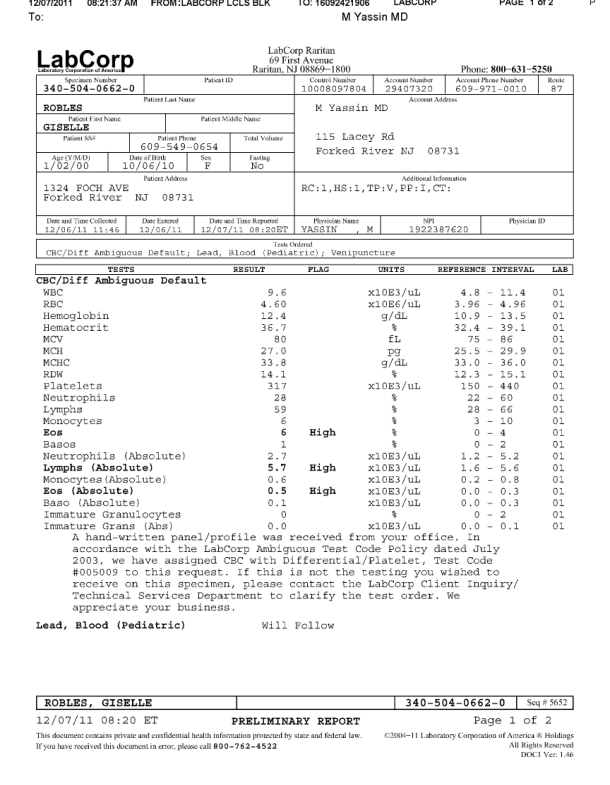 12/07/2011 08:21:37 AM FROM:LABCORP LCLS BLK TO: 16092421906 LABCORP PAGE 1 of 2
To: M Yassin MD
LabCorp
Laboratory Corporation of America
LabCorp Raritan
69 First Avenue
Raritan, NJ 08869-1800 Phone: 800-631-5250
Specimen Number Patient ID Control Number Account Number Account Phone Number Route
340-504-0662-0 10008097804 29407320 609-971-0010 87
Patient Last Name Account Address
ROBLES M Yassin MD
Patient First Name Patient Middle Name
GISELLE
Patient SS# Patient Phone Total Volume 115 Lacey Rd
609-549-0654 Forked River NJ 08731
Age (Y/M/D) Date of Birth Sex Fasting
1/02/00 10/06/10 F No
Patient Address Additional Information
1324 FOCH AVE RC:1,HS:1,TP:V,PP:I,CT:
Forked River NJ 08731
Date and Time Collected Date Entered Date and Time Reported Physician Name NPI Physician ID
12/06/11 11:46 12/06/11 12/07/11 08:20ET YASSIN , M 1922387620
Tests Ordered
CBC/Diff Ambiguous Default; Lead, Blood (Pediatric); Venipuncture
TESTS RESULT FLAG UNITS REFERENCE INTERVAL LAB
CBC/Diff Ambiguous Default
WBC 9.6 x10E3/uL 4.8 - 11.4 01
RBC 4.60 x10E6/uL 3.96 - 4.96 01
Hemoglobin 12.4 g/dL 10.9 - 13.5 01
Hematocrit 36.7 % 32.4 - 39.1 01
MCV 80 fL 75 - 86 01
MCH 27.0 pg 25.5 - 29.9 01
MCHC 33.8 g/dL 33.0 - 36.0 01
RDW 14.1 % 12.3 - 15.1 01
Platelets 317 x10E3/uL 150 - 440 01
Neutrophils 28 % 22 - 60 01
Lymphs 59 % 28 - 66 01
Monocytes 6 % 3 - 10 01
Eos 6 High % 0 - 4 01
Basos 1 % 0 - 2 01
Neutrophils (Absolute) 2.7 x10E3/uL 1.2 - 5.2 01
Lymphs (Absolute) 5.7 High x10E3/uL 1.6 - 5.6 01
Monocytes(Absolute) 0.6 x10E3/uL 0.2 - 0.8 01
Eos (Absolute) 0.5 High x10E3/uL 0.0 - 0.3 01
Baso (Absolute) 0.1 x10E3/uL 0.0 - 0.3 01
Immature Granulocytes 0 % 0 - 2 01
Immature Grans (Abs) 0.0 x10E3/uL 0.0 - 0.1 01
A hand-written panel/profile was received from your office. In
accordance with the LabCorp Ambiguous Test Code Policy dated July
2003, we have assigned CBC with Differential/Platelet, Test Code
#005009 to this request. If this is not the testing you wished to
receive on this specimen, please contact the LabCorp Client Inquiry/
Technical Services Department to clarify the test order. We
appreciate your business.
Lead, Blood (Pediatric) Will Follow
ROBLES, GISELLE 340-504-0662-0 Seq # 5652
12/07/11 08:20 ET PRELIMINARY REPORT Page 1 of 2
This document contains private and confidential health information protected by state and federal law. ©2004-11 Laboratory Corporation of America ® Holdings
If you have received this document in error, please call 800-762-4522 All Rights Reserved
DOC1 Ver: 1.46